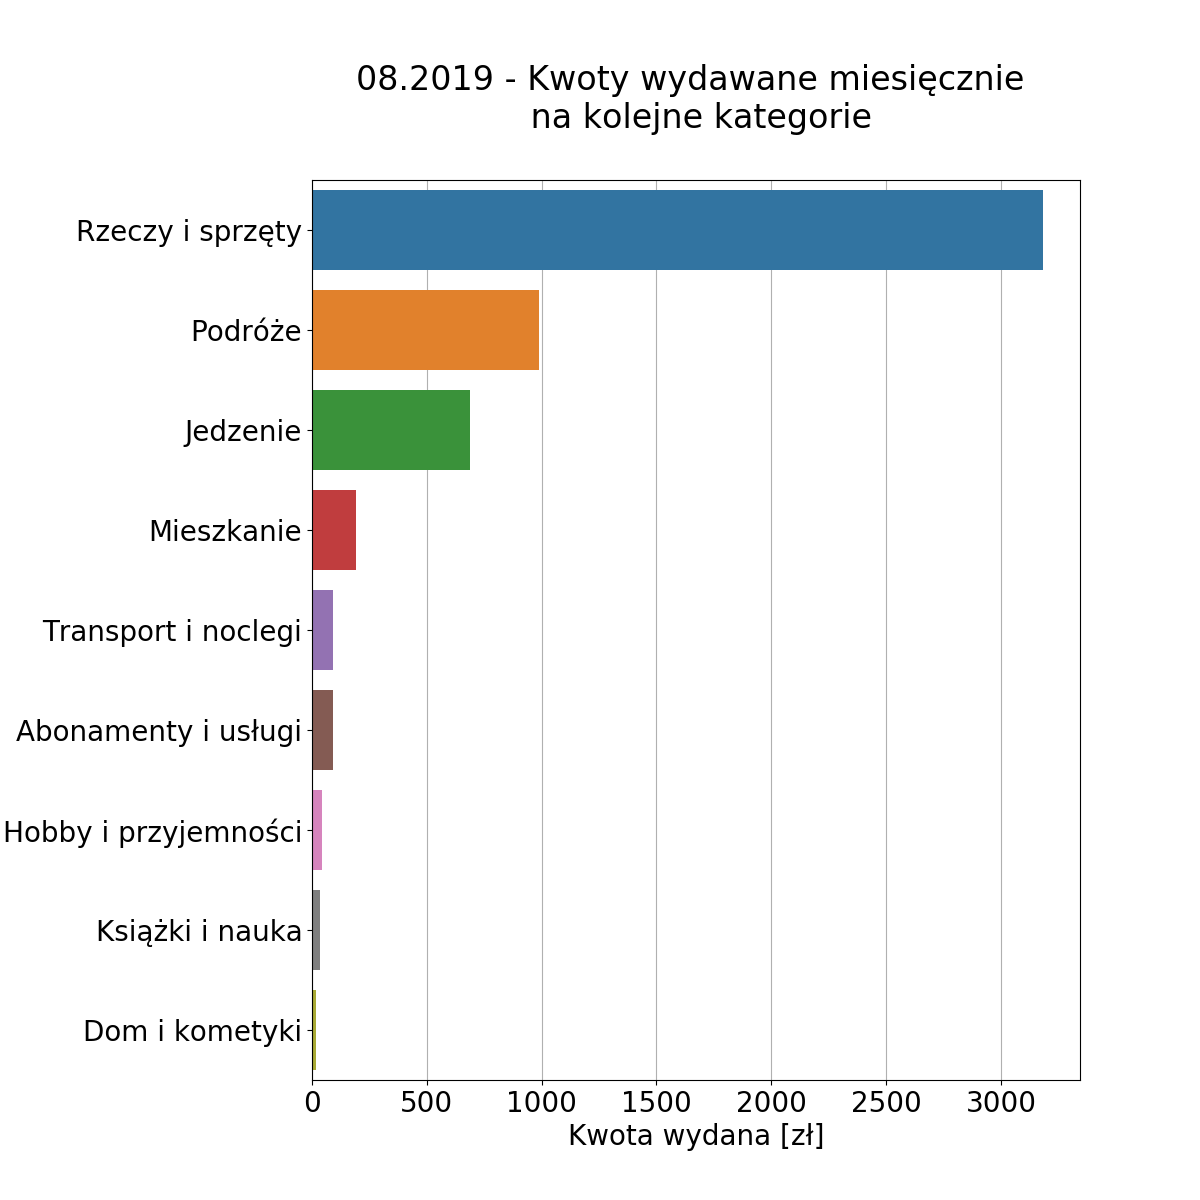 08.2019 - Kwoty wydawane miesięcznie
na kolejne kategorie
Rzeczy i sprzęty
Podróże
Jedzenie
Mieszkanie
Transport i noclegi
Abonamenty i usługi
Hobby i przyjemności
Książki i nauka
Dom i kometyki
0 500 1000 1500 2000 2500 3000
Kwota wydana [zł]